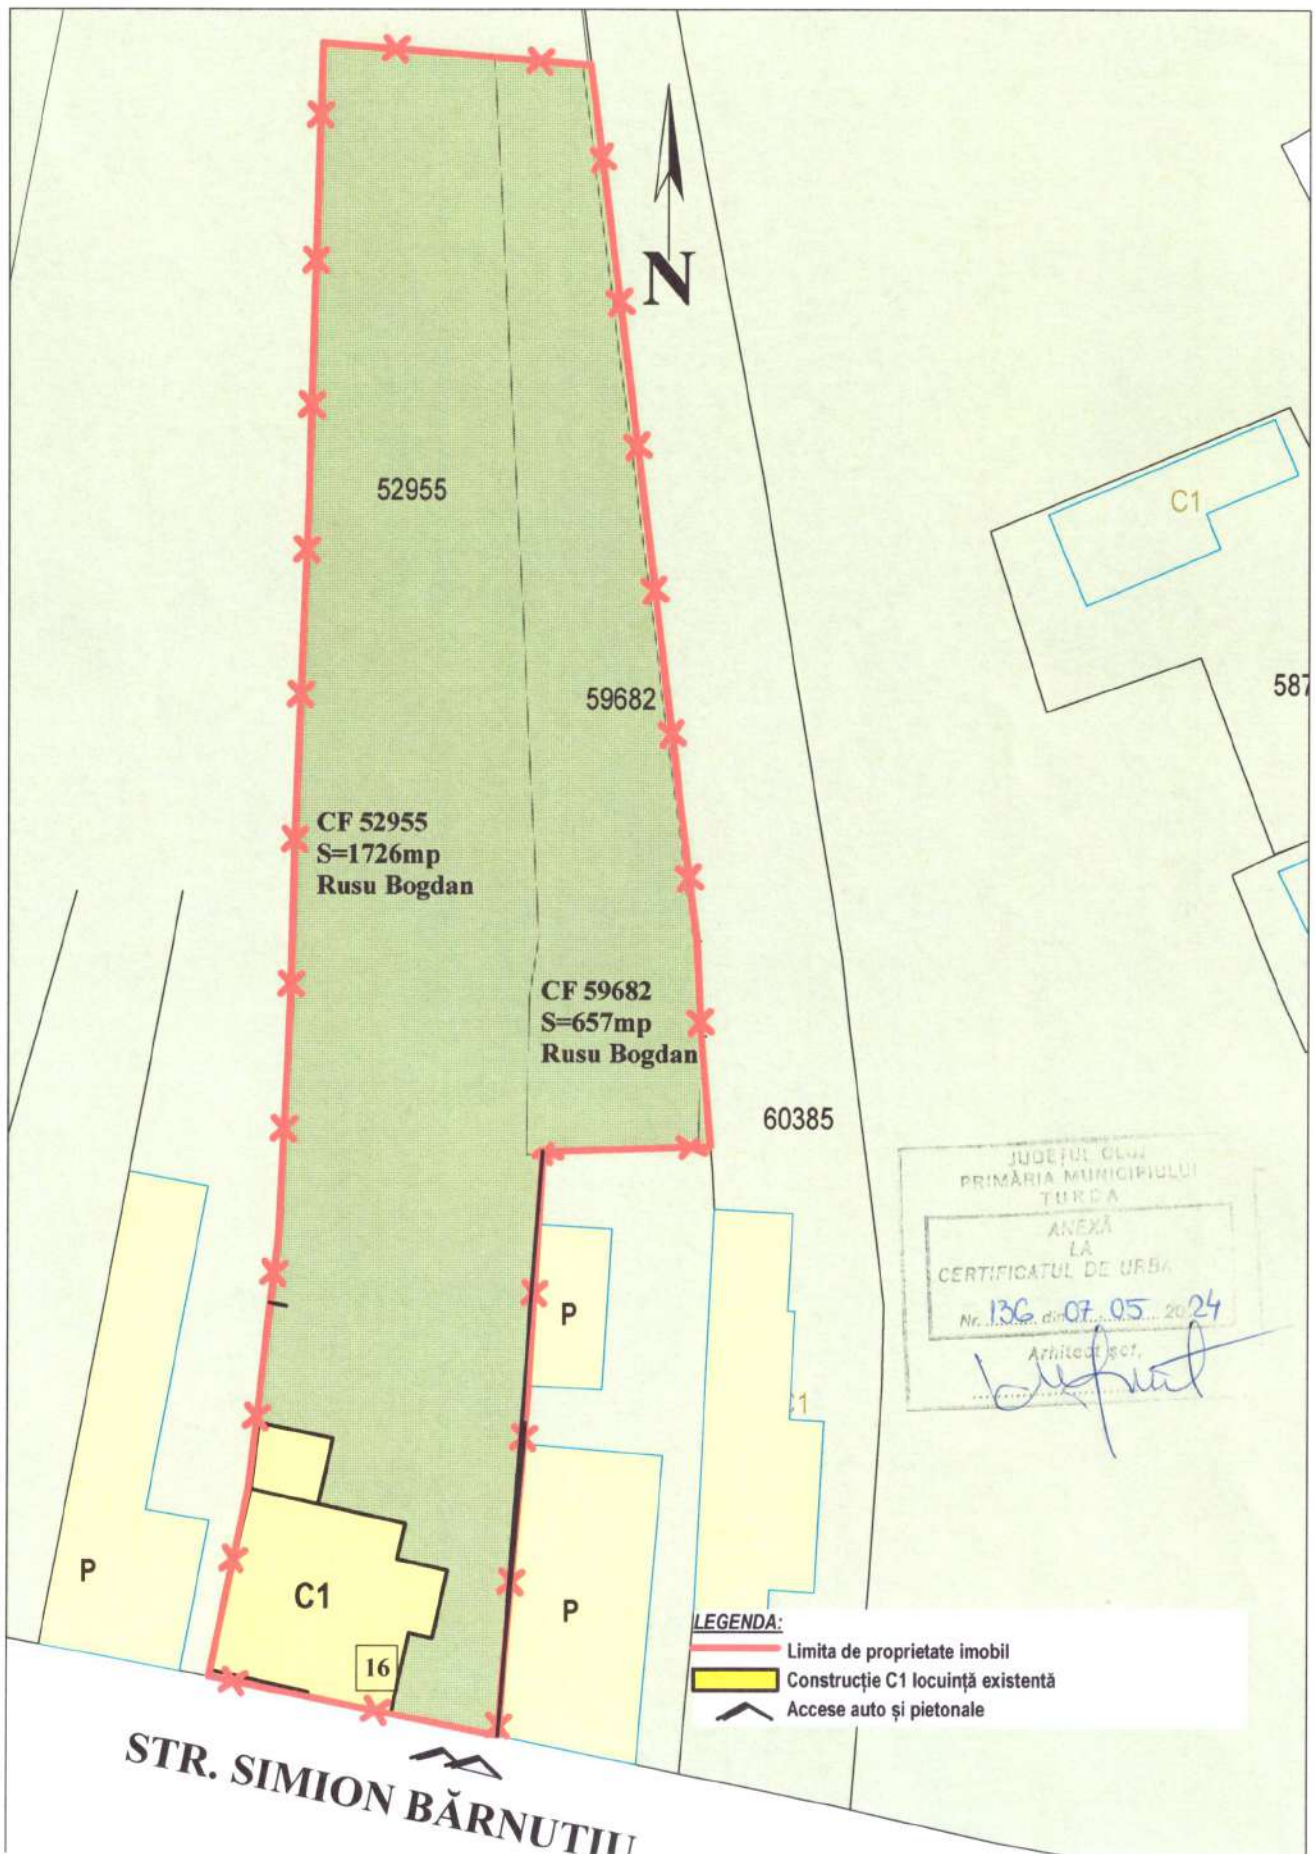 N
52955
C1
59682
587
CF 52955
S=1726mp
Rusu Bogdan
CF 59682
S=657mp
Rusu Bogdan
60385
JUDEȚUL CLUJ
PRIMĂRIA MUNICIPIULUI
TURDA
ANEXĂ
LA
CERTIFICATUL DE URBA
Nr. 136 din 07.05.2024
Arhitect șef,
P
:1
P
C1
P
16
LEGENDA:
Limita de proprietate imobil
Construcție C1 locuință existentă
Accese auto și pietonale
STR. SIMION BĂRNUTIU